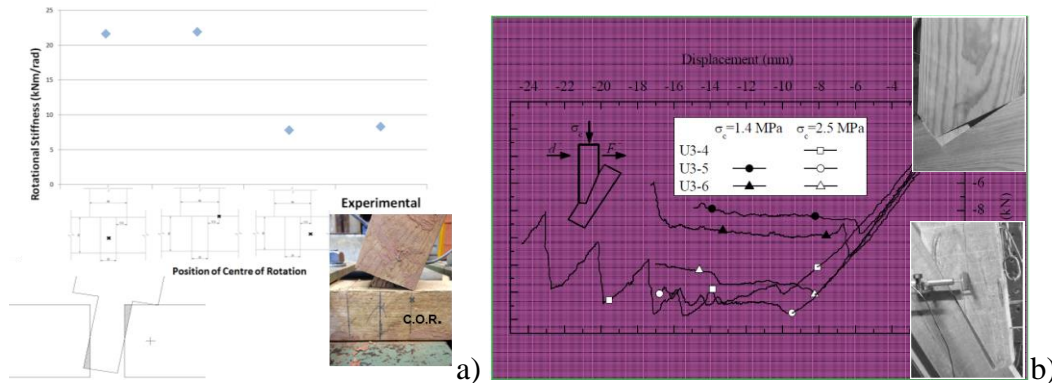 25
20
15
10
5
0
Rotational Stiffness (kNm/rad)
Experimental
Position of Centre of Rotation
C.O.R.
a)
Displacement (mm)
-24 -22 -20 -18 -16 -14 -12 -10 -8 -6 -4
σc=1.4 MPa σc=2.5 MPa
U3-4
U3-5
U3-6
σc
d F
-6
-8
(kN)
b)